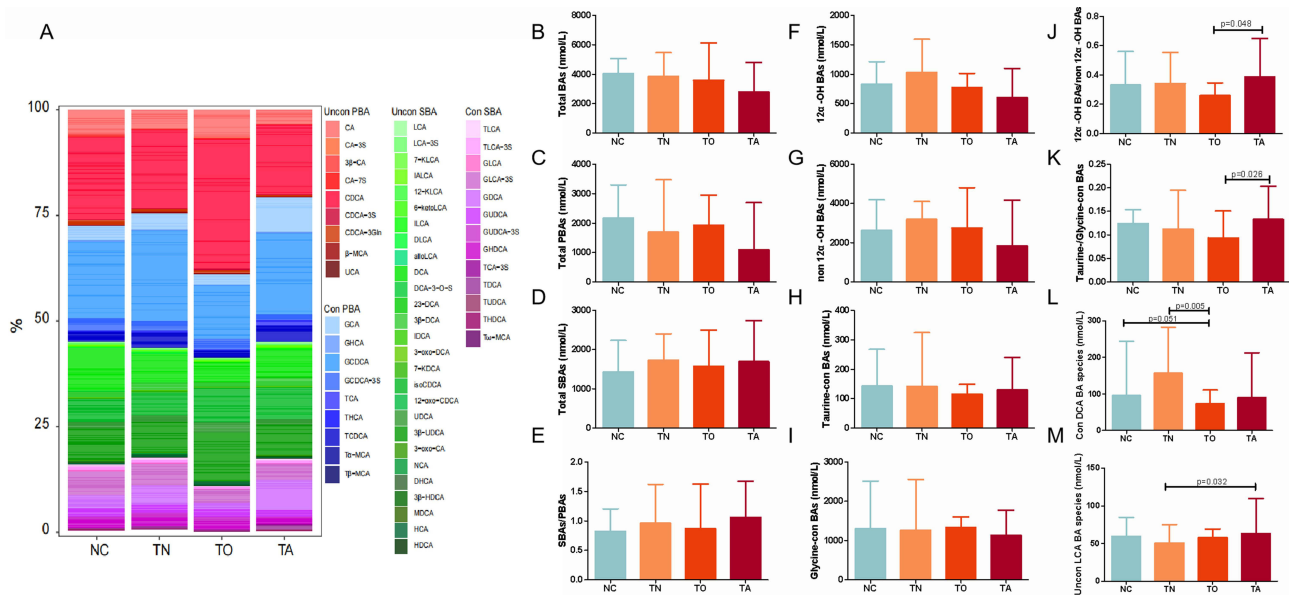 A
%
100
75
50
25
0
NC TN TO TA
Uncon PBA
CA
CA-3S
3β-CA
CA-7S
CDCA
CDCA-3S
CDCA-3Gln
β-MCA
UCA
Con PBA
GCA
GHCA
GCDCA
GCDCA-3S
TCA
THCA
TCDCA
Tα-MCA
Tβ-MCA
Uncon SBA
LCA
LCA-3S
7-KLCA
IALCA
12-KLCA
6-ketoLCA
ILCA
DLCA
alloLCA
DCA
DCA-3-O-S
23-DCA
3β-DCA
IDCA
3-oxo-DCA
7-KDCA
isoCDCA
12-oxo-CDCA
UDCA
3β-UDCA
3-oxo-CA
NCA
DHCA
3β-HDCA
MDCA
HCA
HDCA
Con SBA
TLCA
TLCA-3S
GLCA
GLCA-3S
GDCA
GUDCA
GUDCA-3S
GHDCA
TCA-3S
TDCA
TUDCA
THDCA
Tω-MCA
B
Total BAs (nmol/L)
8000
6000
4000
2000
0
NC TN TO TA
C
Total PBAs (nmol/L)
4000
3000
2000
1000
0
NC TN TO TA
D
Total SBAs (nmol/L)
3000
2000
1000
0
NC TN TO TA
E
SBAs/PBAs
2.0
1.5
1.0
0.5
0.0
NC TN TO TA
F
12α -OH BAs (nmol/L)
2000
1500
1000
500
0
NC TN TO TA
G
non 12α -OH BAs (nmol/L)
6000
4000
2000
0
NC TN TO TA
H
Taurine-con BAs (nmol/L)
400
300
200
100
0
NC TN TO TA
I
Glycine-con BAs (nmol/L)
3000
2000
1000
0
NC TN TO TA
J
12α -OH BAs/non 12α -OH BAs
0.8
0.6
0.4
0.2
0.0
p=0.048
NC TN TO TA
K
Taurine-/Glycine-con BAs
0.25
0.20
0.15
0.10
0.05
0.00
p=0.026
NC TN TO TA
L
Con DCA BA species (nmol/L)
300
200
100
0
p=0.005
p=0.051
NC TN TO TA
M
Uncon LCA BA species (nmol/L)
150
100
50
0
p=0.032
NC TN TO TA